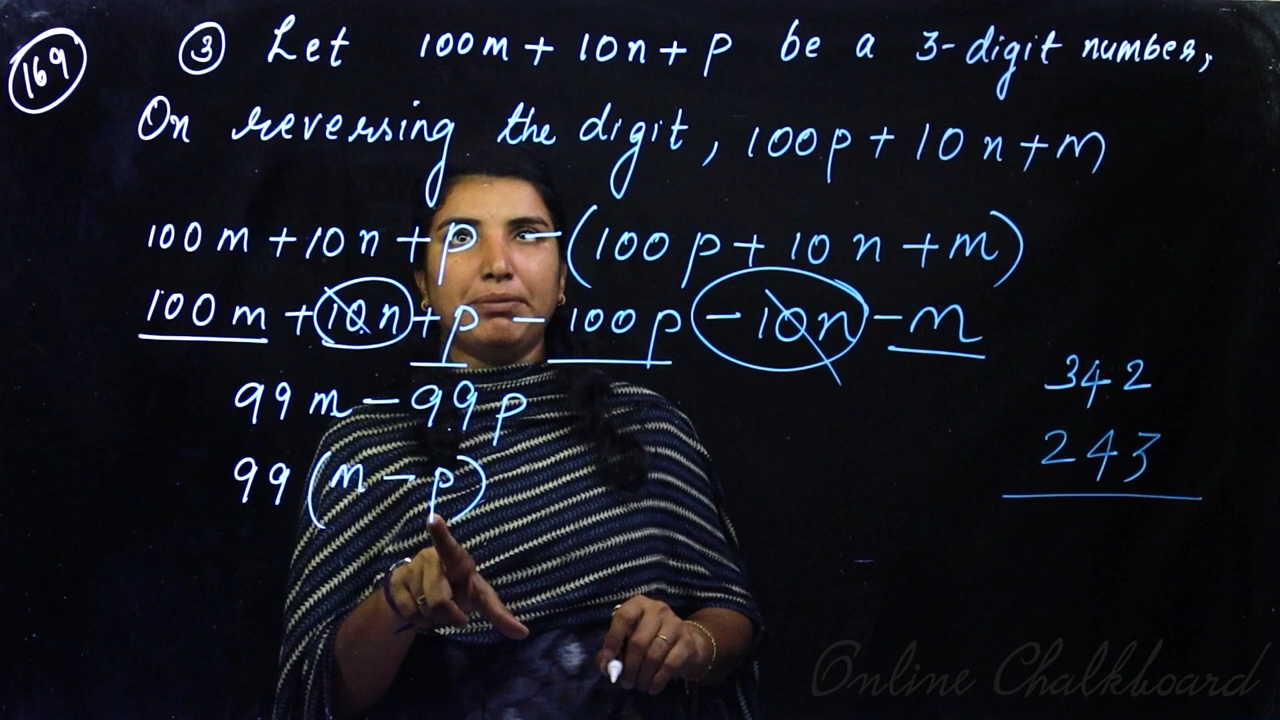 169
③ Let 100m + 10n + p be a 3-digit number,
On reversing the digit, 100p + 10n + m
100m + 10n + p - (100p + 10n + m)
100m + 10n + p - 100p - 10n - m
99m - 99p
99(m - p)
342
243
Online Chalkboard